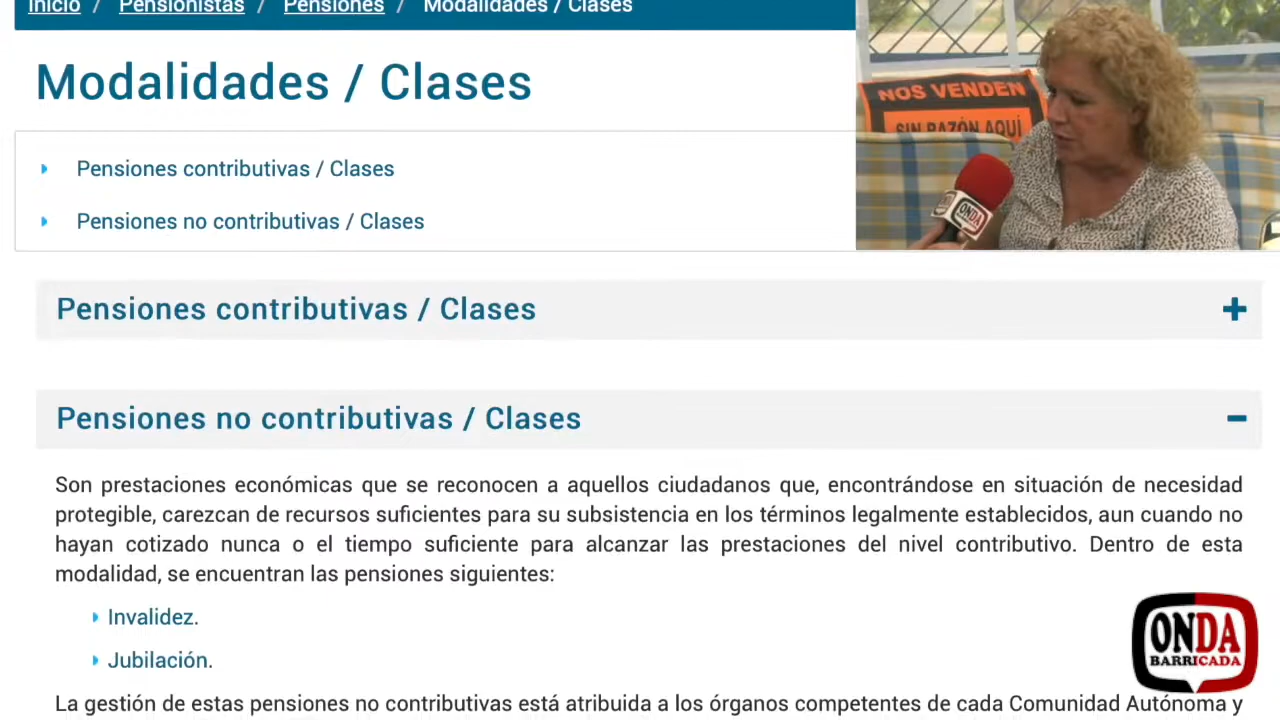 Inicio / Pensionistas / Pensiones / Modalidades / Clases
Modalidades / Clases
Pensiones contributivas / Clases
Pensiones no contributivas / Clases
NOS VENDEN
SIN RAZÓN AQUÍ
ONDA
Pensiones contributivas / Clases
Pensiones no contributivas / Clases
Son prestaciones económicas que se reconocen a aquellos ciudadanos que, encontrándose en situación de necesidad
protegible, carezcan de recursos suficientes para su subsistencia en los términos legalmente establecidos, aun cuando no
hayan cotizado nunca o el tiempo suficiente para alcanzar las prestaciones del nivel contributivo. Dentro de esta
modalidad, se encuentran las pensiones siguientes:
Invalidez.
Jubilación.
La gestión de estas pensiones no contributivas está atribuida a los órganos competentes de cada Comunidad Autónoma y
ONDA
BARRICADA